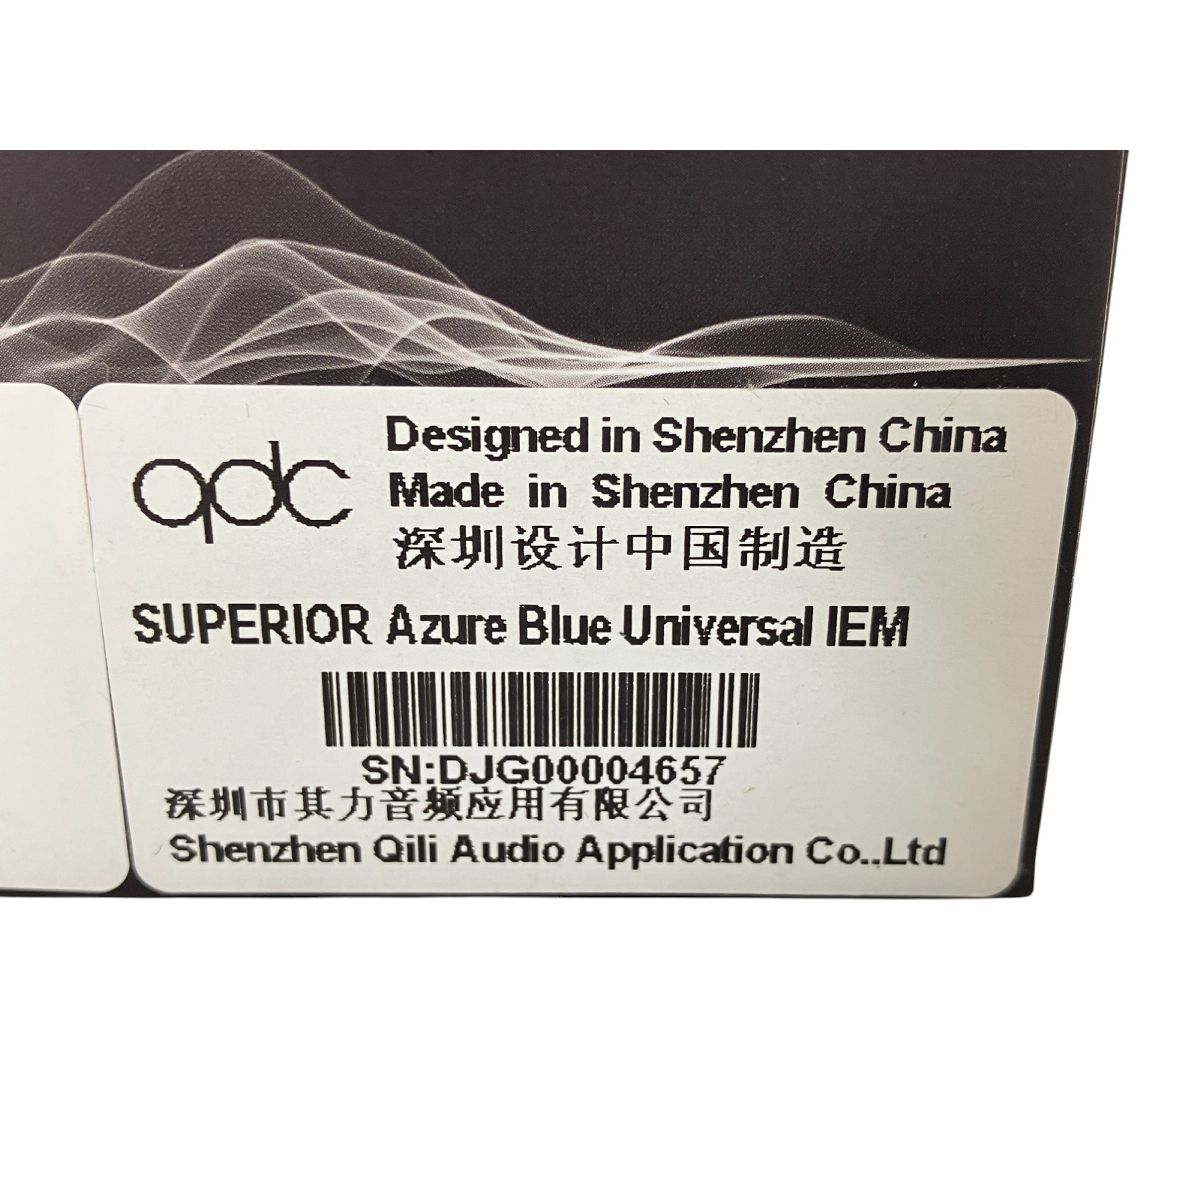 qdc
Designed in Shenzhen China
Made in Shenzhen China
深圳设计中国制造
SUPERIOR Azure Blue Universal IEM
SN:DJG00004657
深圳市其力音频应用有限公司
Shenzhen Qili Audio Application Co.,Ltd